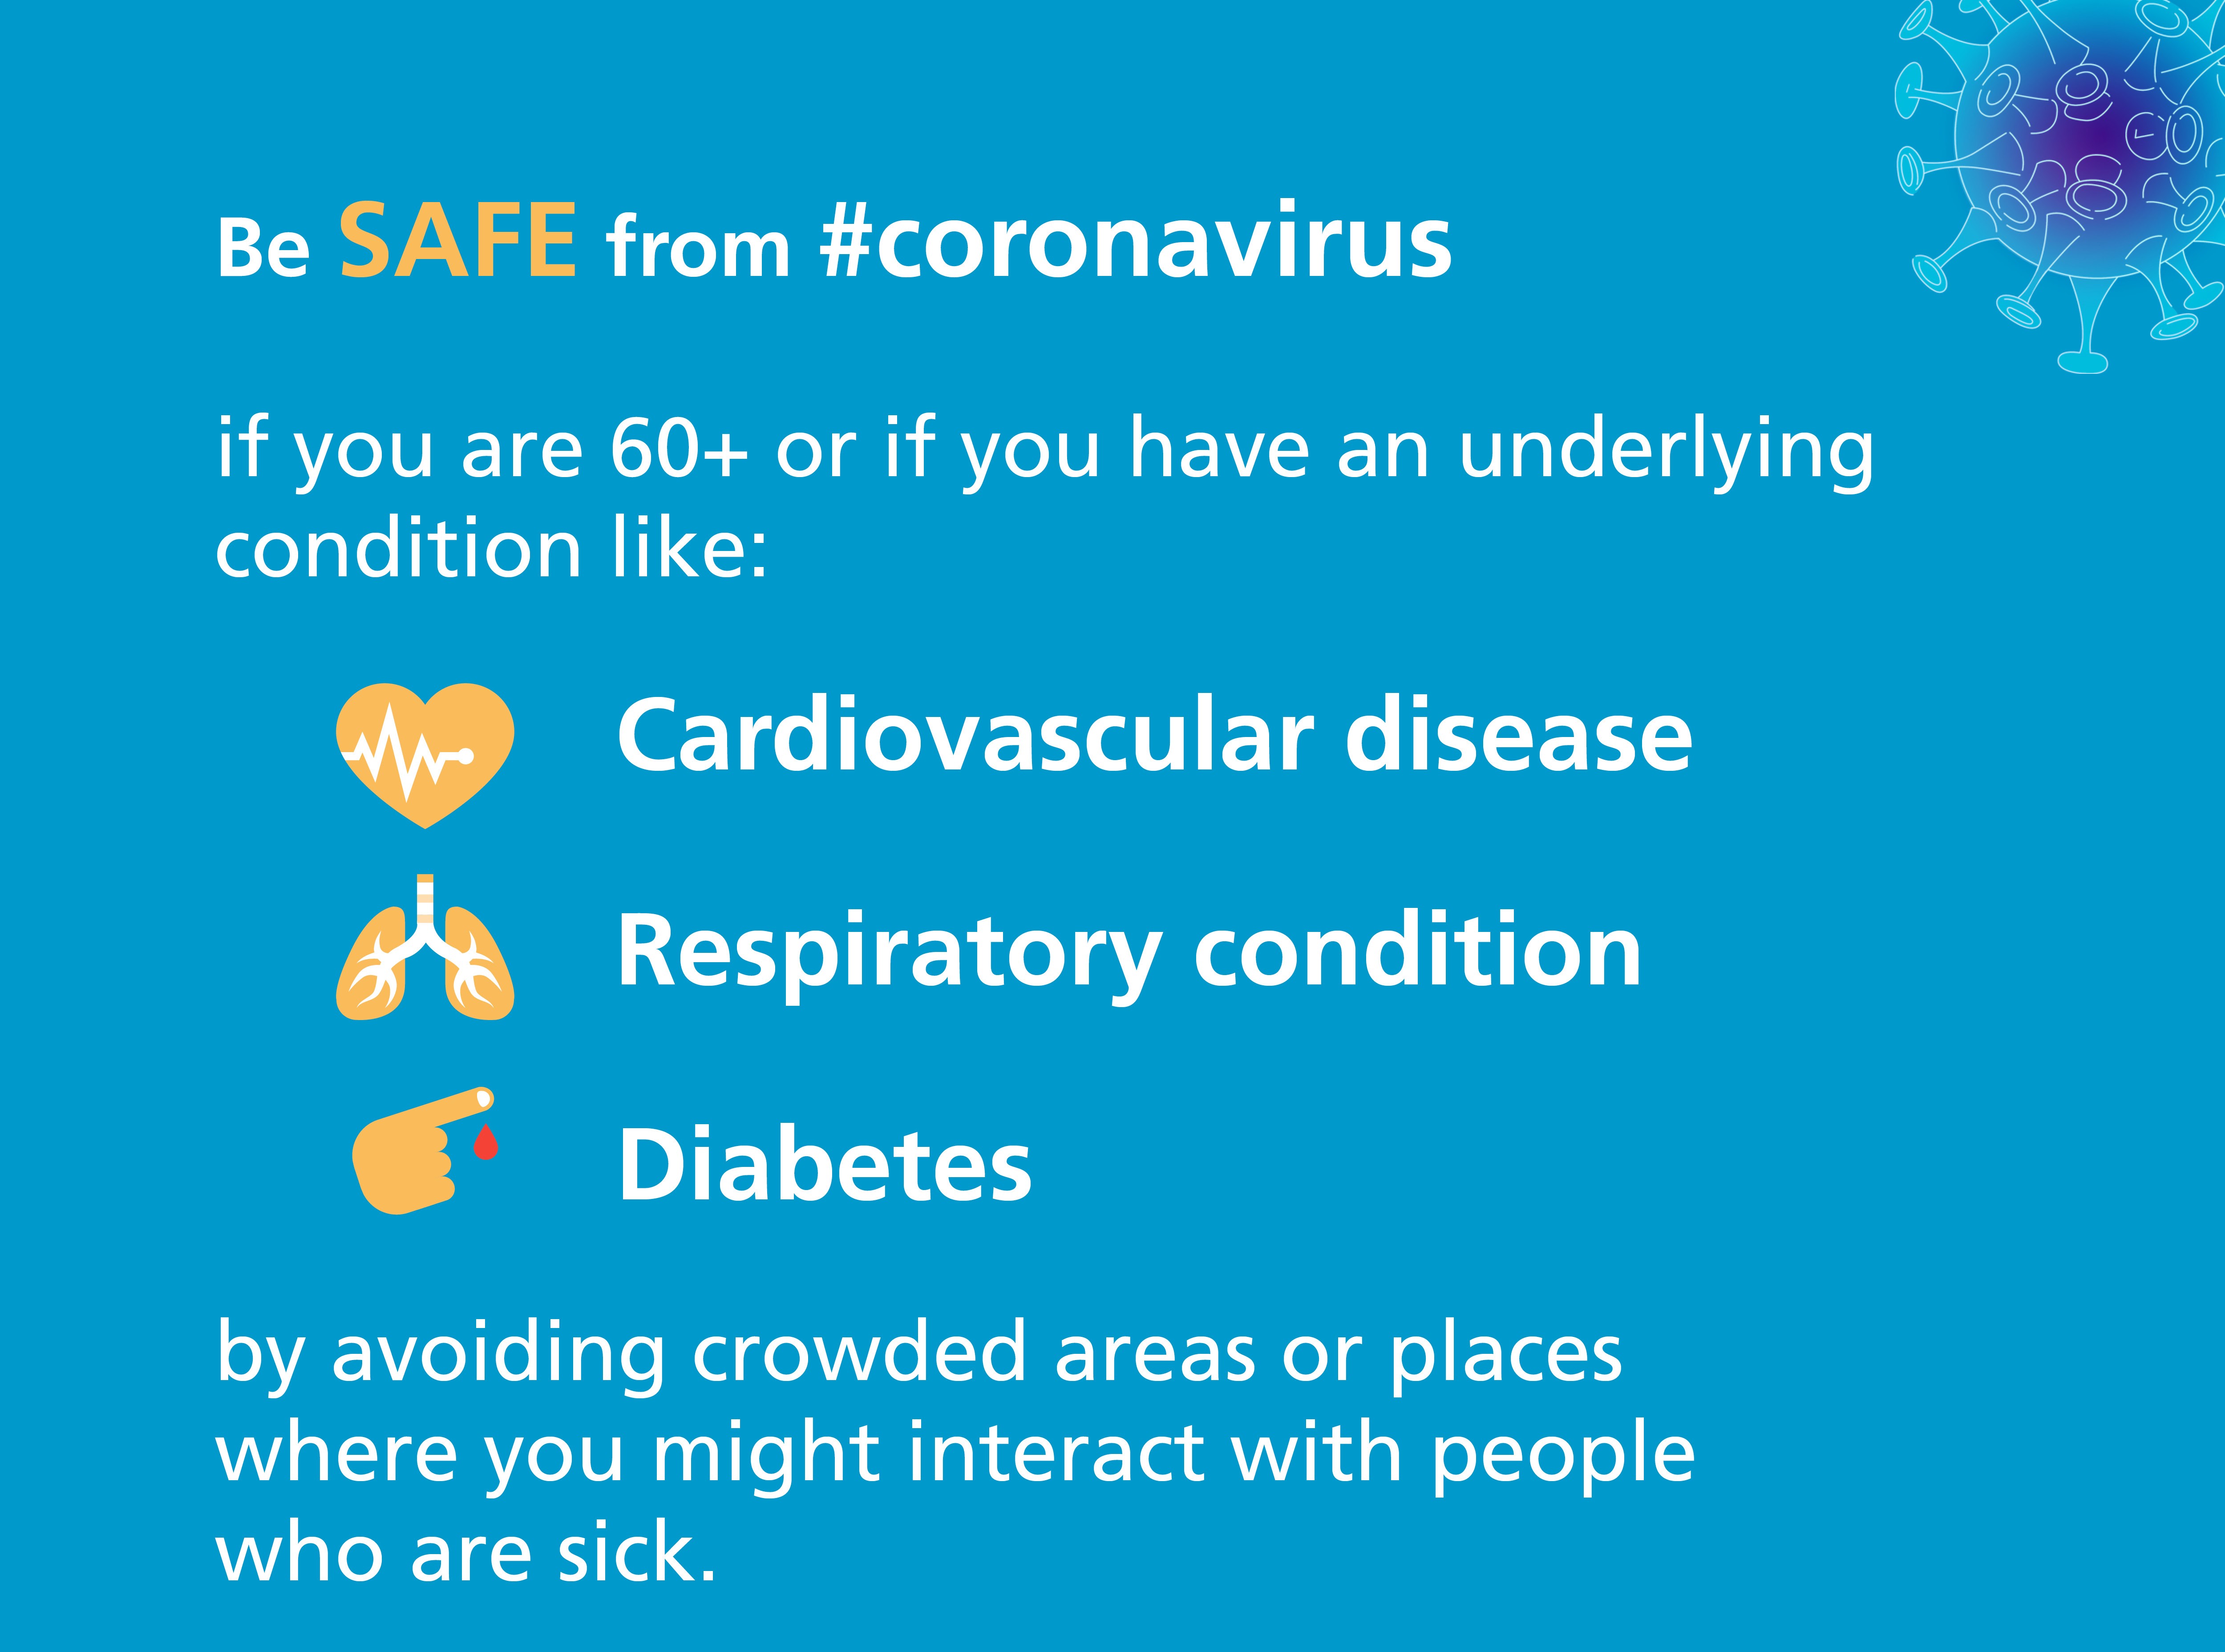 Be SAFE from #coronavirus
if you are 60+ or if you have an underlying
condition like:
Cardiovascular disease
Respiratory condition
Diabetes
by avoiding crowded areas or places
where you might interact with people
who are sick.